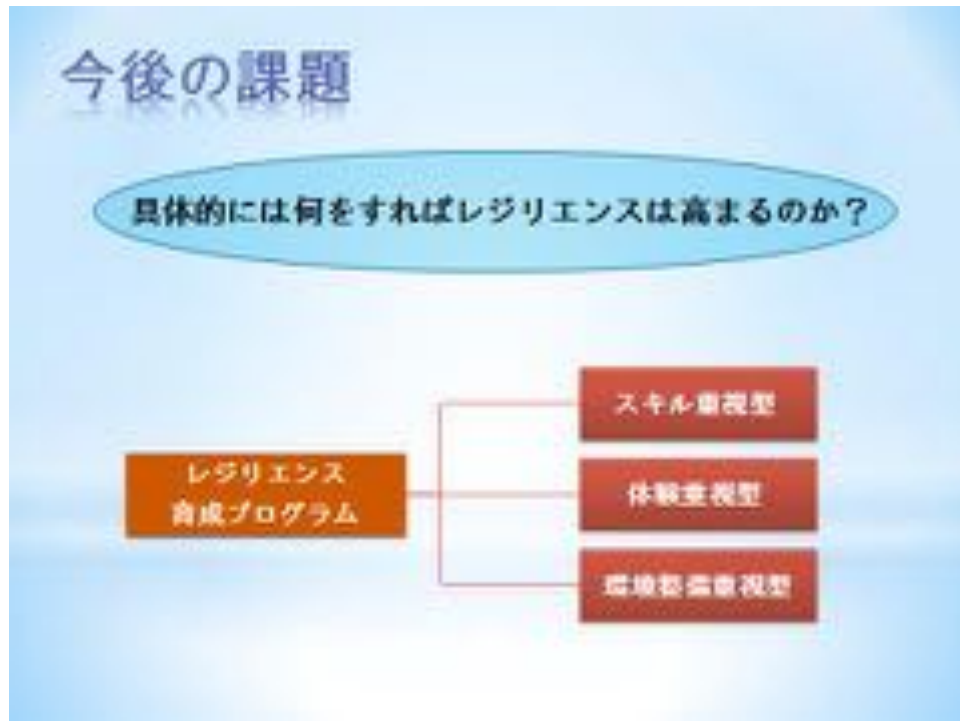 今後の課題
具体的には何をすればレジリエンスは高まるのか？
レジリエンス
育成プログラム
スキル重視型
体験重視型
環境整備重視型